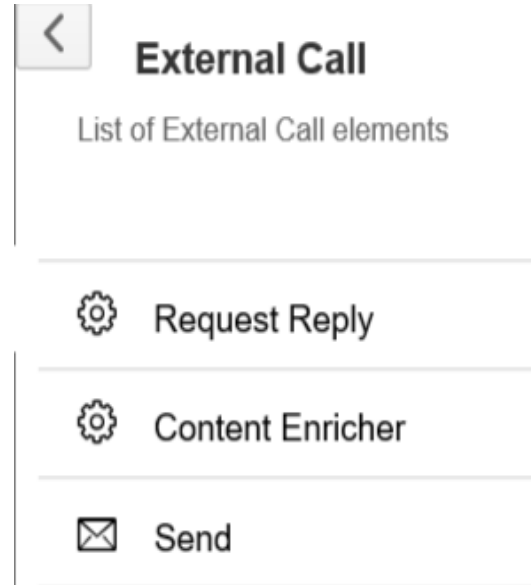 External Call
List of External Call elements
Request Reply
Content Enricher
Send